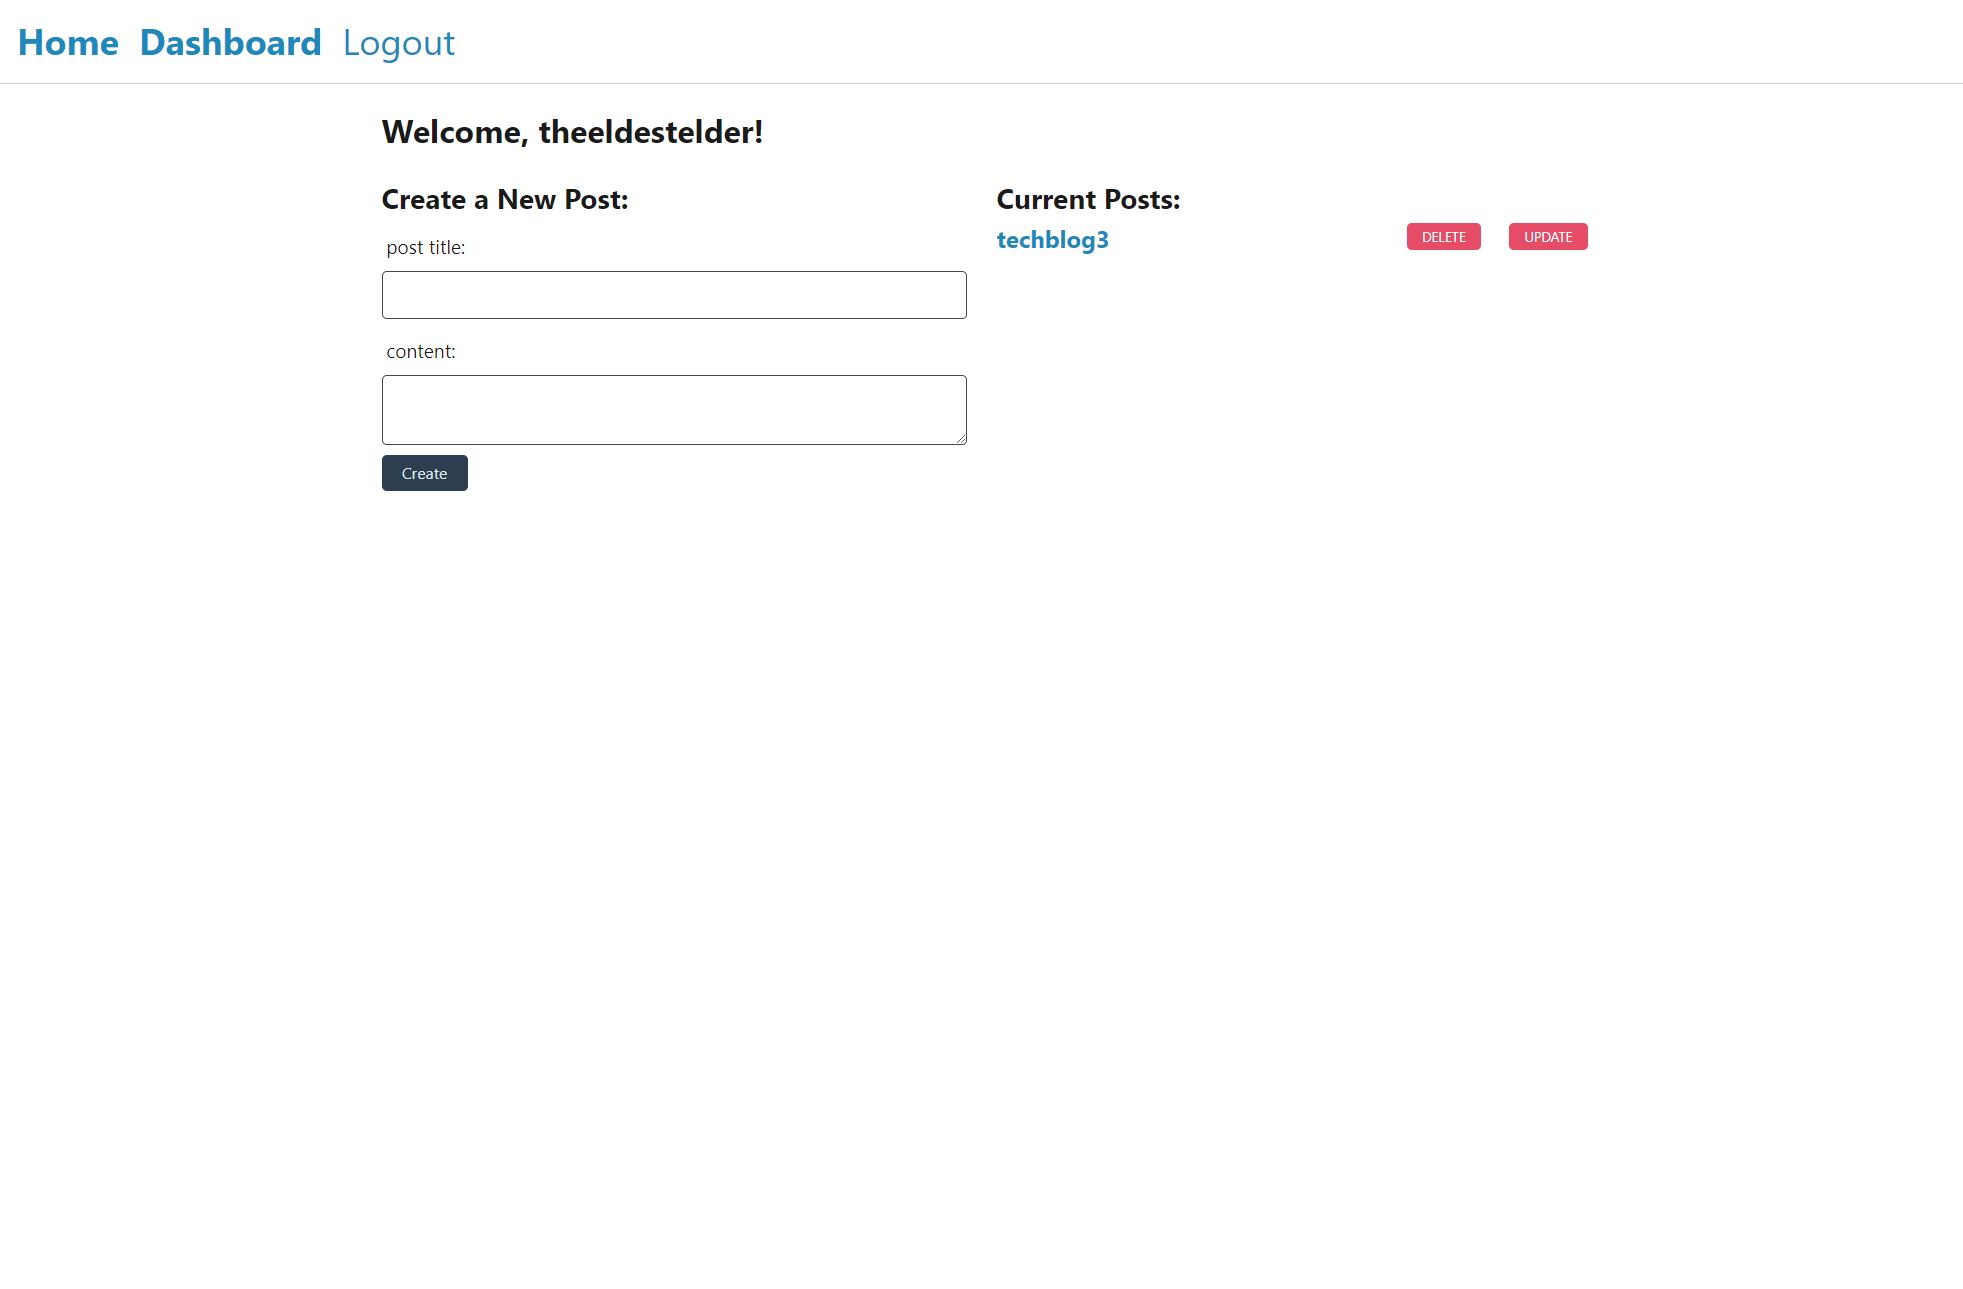 Home Dashboard Logout
Welcome, theeldestelder!
Create a New Post:
post title:
content:
Create
Current Posts:
techblog3 DELETE UPDATE